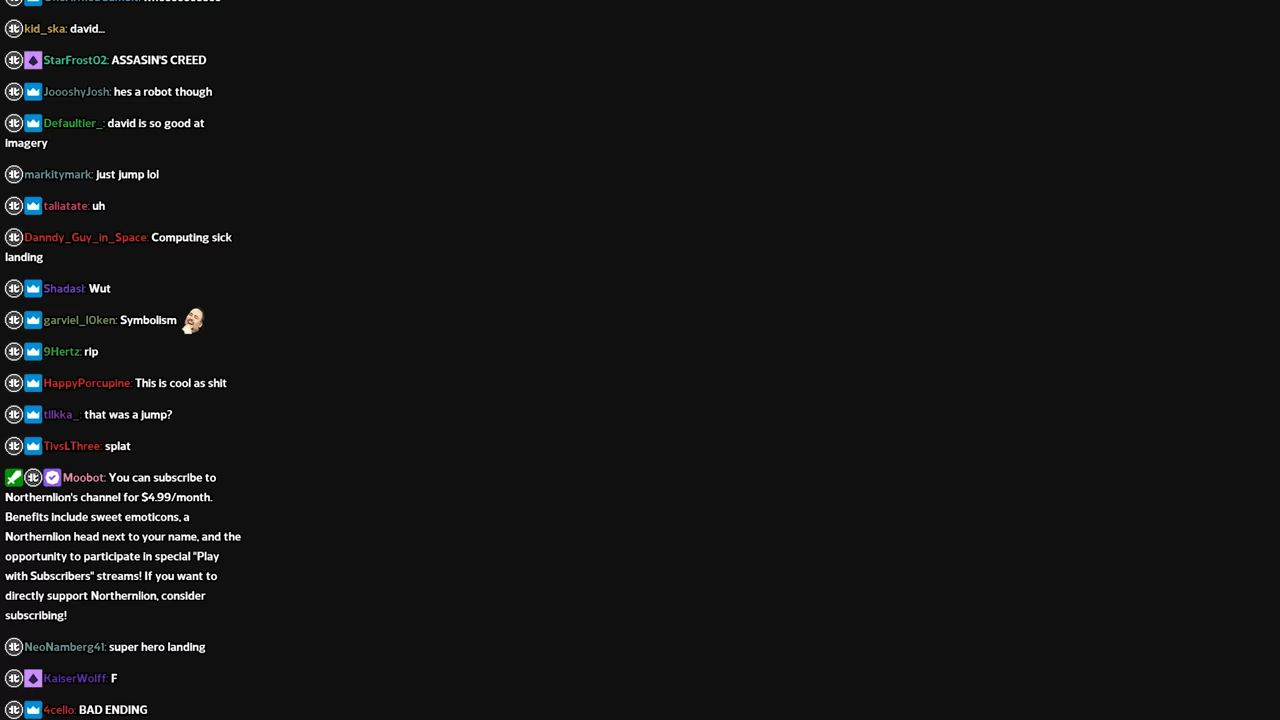 kid_ska: david...
StarFrost02: ASSASIN'S CREED
JoooshyJosh: hes a robot though
Defaultier_: david is so good at
imagery
markitymark: just jump lol
taliatate: uh
Danndy_Guy_in_Space: Computing sick
landing
Shadasi: Wut
garviel_l0ken: Symbolism
9Hertz: rip
HappyPorcupine: This is cool as shit
tilkka_: that was a jump?
TlvsLThree: splat
Moobot: You can subscribe to
Northernlion's channel for $4.99/month.
Benefits include sweet emoticons, a
Northernlion head next to your name, and the
opportunity to participate in special "Play
with Subscribers" streams! If you want to
directly support Northernlion, consider
subscribing!
NeoNamberg41: super hero landing
KaiserWolff: F
4cello: BAD ENDING